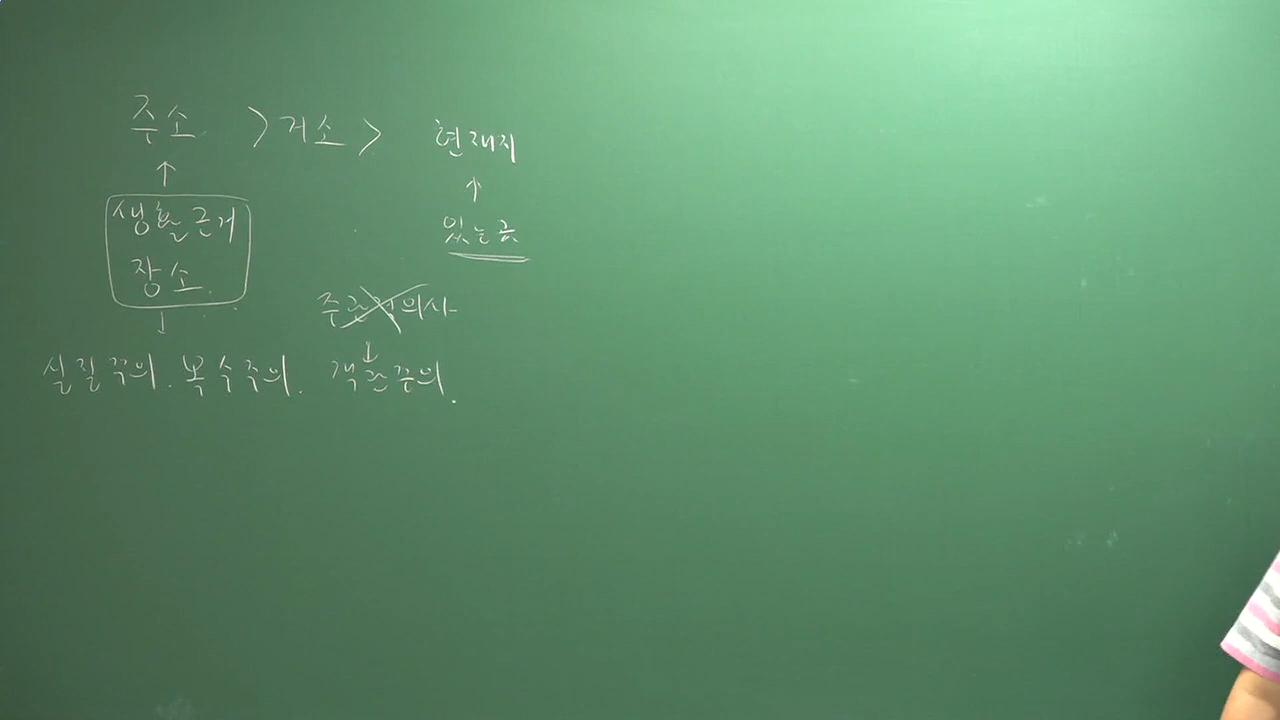 주소 > 거소 > 현재지
↑ ↑
생활근거 있는곳
장소.
주관적의사
↓ ↓
실질주의. 복수주의. 객관주의.